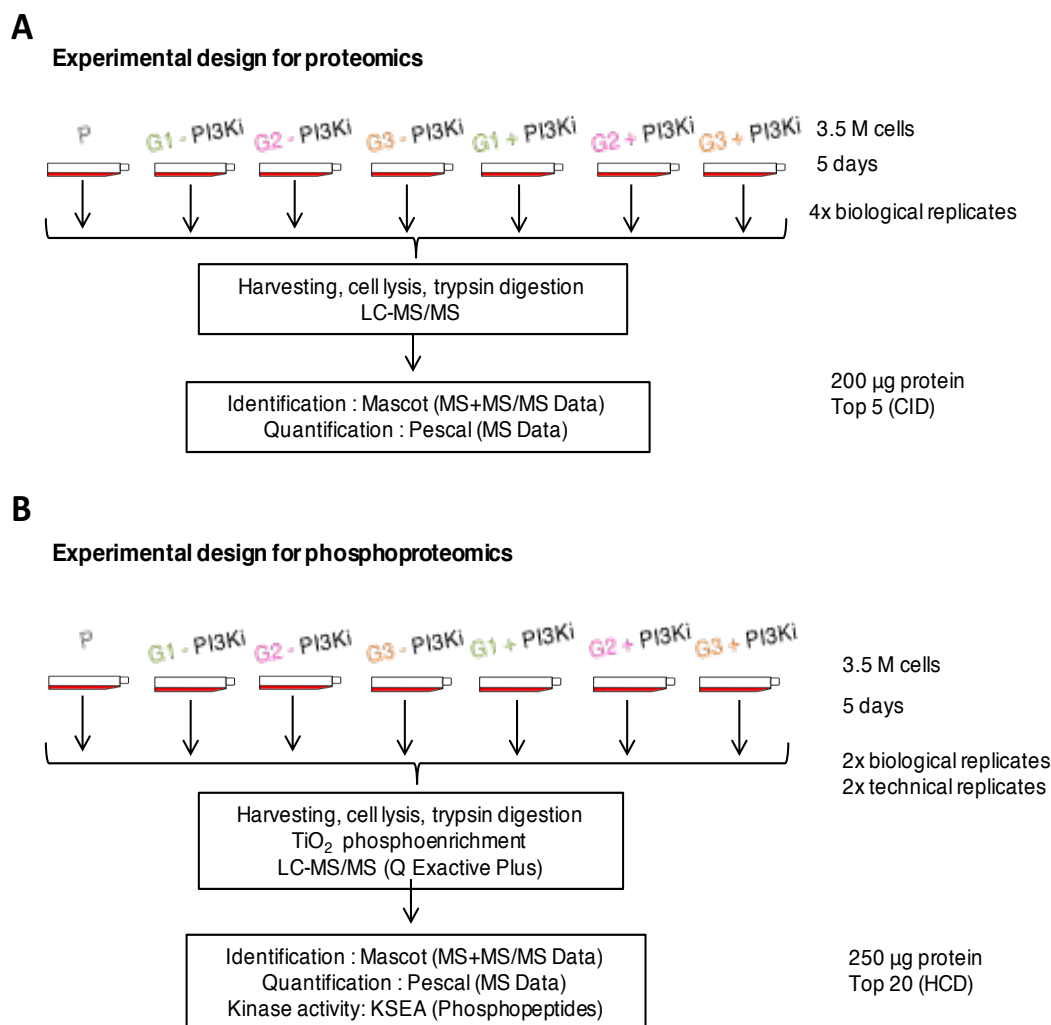 A
Experimental design for proteomics
P
G1 - PI3Ki
G2 - PI3Ki
G3 - PI3Ki
G1 + PI3Ki
G2 + PI3Ki
G3 + PI3Ki
3.5 M cells
5 days
4x biological replicates
Harvesting, cell lysis, trypsin digestion
LC-MS/MS
Identification : Mascot (MS+MS/MS Data)
Quantification : Pescal (MS Data)
200 µg protein
Top 5 (CID)
B
Experimental design for phosphoproteomics
P
G1 - PI3Ki
G2 - PI3Ki
G3 - PI3Ki
G1 + PI3Ki
G2 + PI3Ki
G3 + PI3Ki
3.5 M cells
5 days
2x biological replicates
2x technical replicates
Harvesting, cell lysis, trypsin digestion
TiO2 phosphoenrichment
LC-MS/MS (Q Exactive Plus)
Identification : Mascot (MS+MS/MS Data)
Quantification : Pescal (MS Data)
Kinase activity: KSEA (Phosphopeptides)
250 µg protein
Top 20 (HCD)